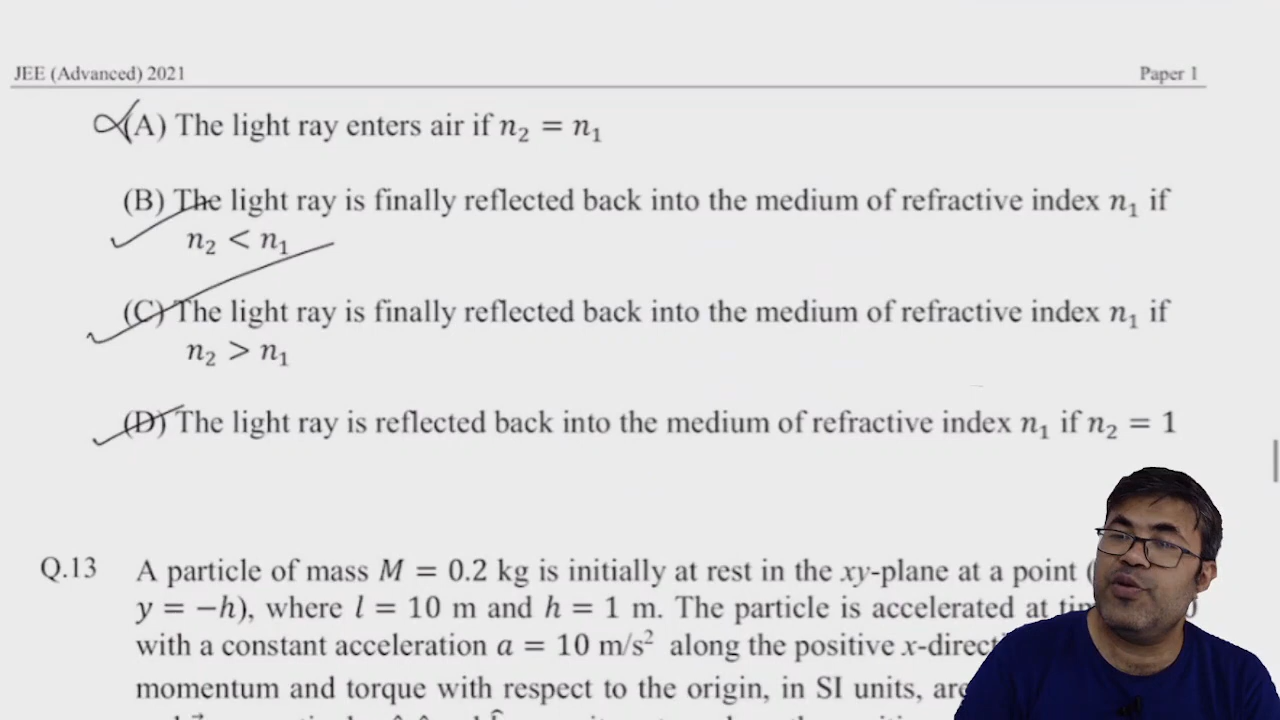 JEE (Advanced) 2021 Paper 1
(A) The light ray enters air if n₂ = n₁
(B) The light ray is finally reflected back into the medium of refractive index n₁ if
n₂ < n₁
(C) The light ray is finally reflected back into the medium of refractive index n₁ if
n₂ > n₁
(D) The light ray is reflected back into the medium of refractive index n₁ if n₂ = 1
Q.13 A particle of mass M = 0.2 kg is initially at rest in the xy-plane at a point (
y = −h), where l = 10 m and h = 1 m. The particle is accelerated at
with a constant acceleration a = 10 m/s² along the positive x-
momentum and torque with respect to the origin, in SI units,